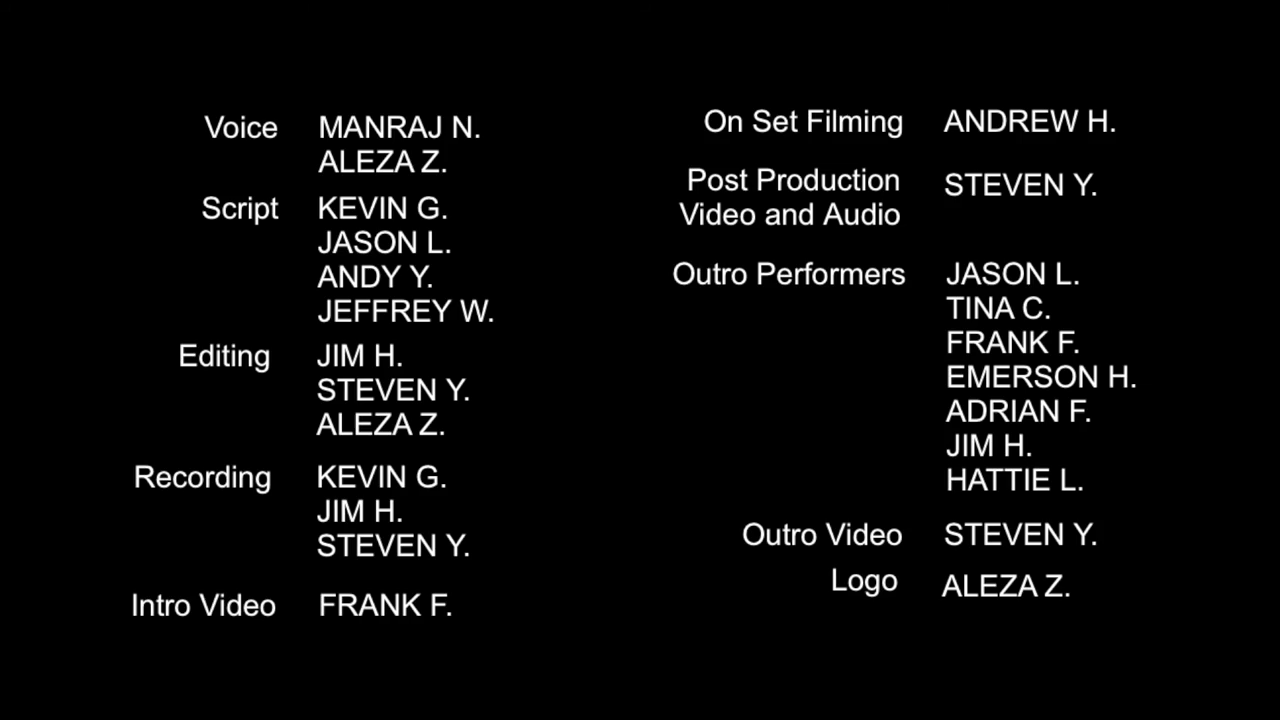 Voice MANRAJ N.
ALEZA Z.
Script KEVIN G.
JASON L.
ANDY Y.
JEFFREY W.
Editing JIM H.
STEVEN Y.
ALEZA Z.
Recording KEVIN G.
JIM H.
STEVEN Y.
Intro Video FRANK F.
On Set Filming ANDREW H.
Post Production STEVEN Y.
Video and Audio
Outro Performers JASON L.
TINA C.
FRANK F.
EMERSON H.
ADRIAN F.
JIM H.
HATTIE L.
Outro Video STEVEN Y.
Logo ALEZA Z.